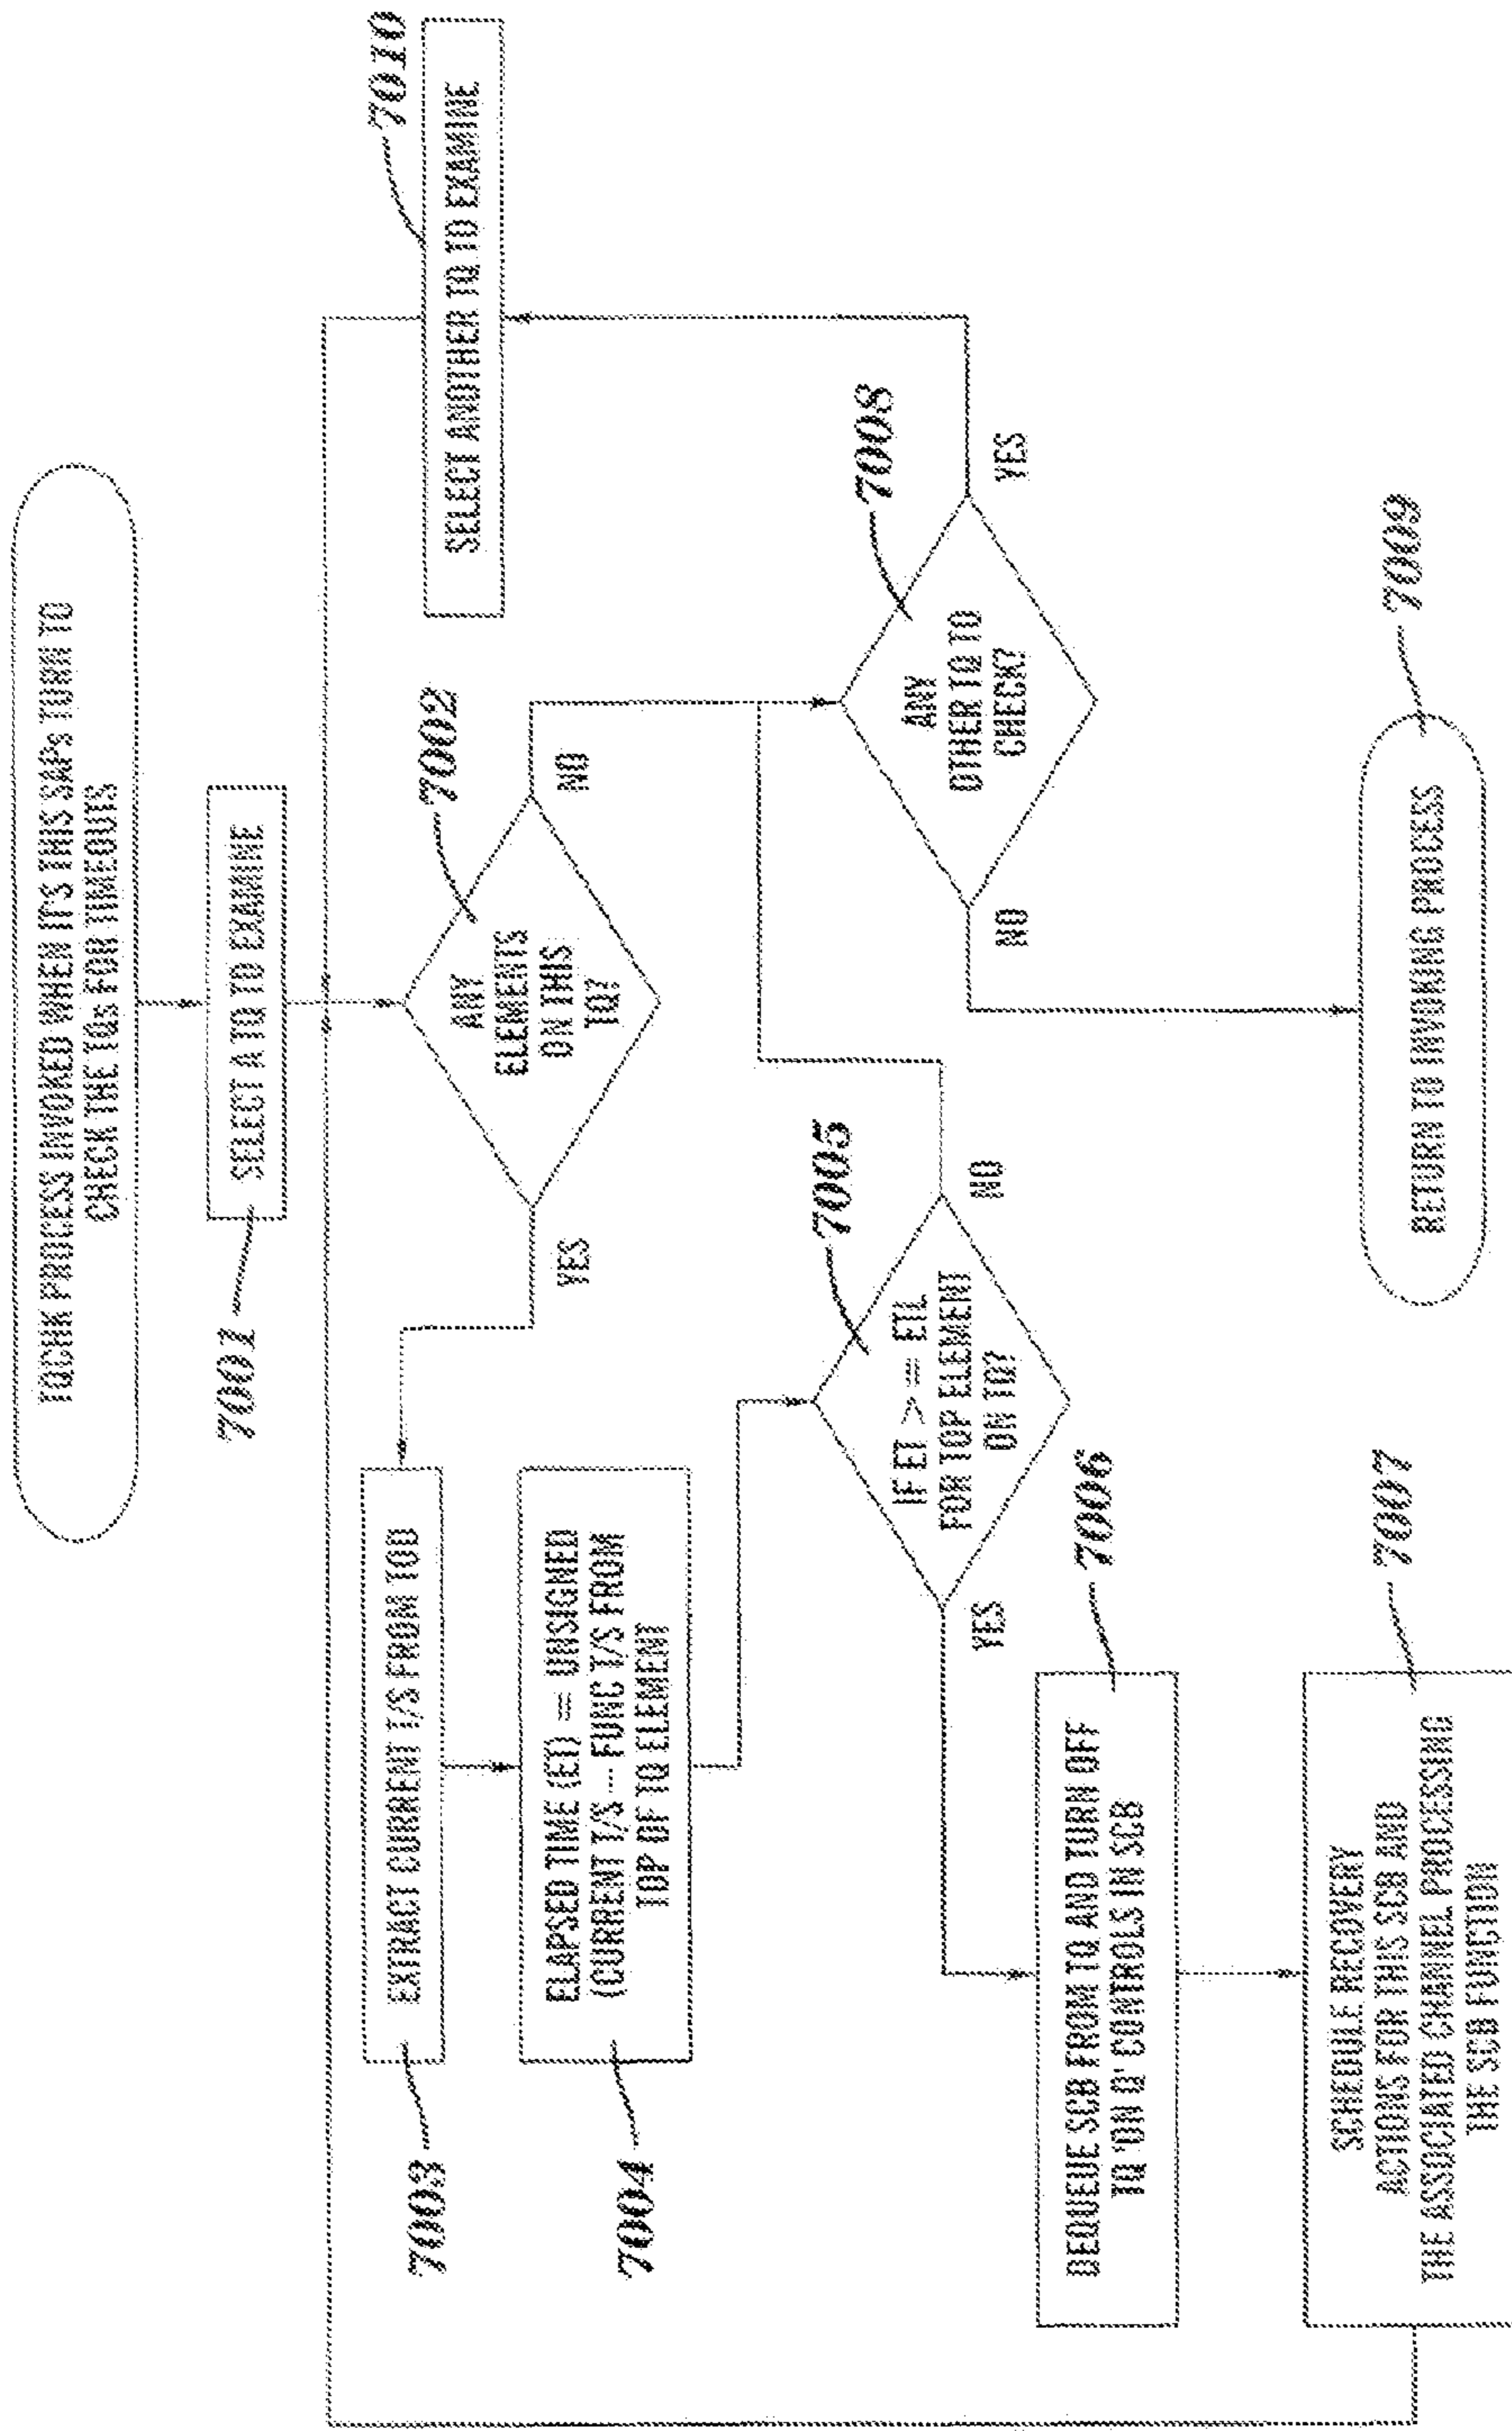 TQCHK PROCESS INVOKED WHEN IT'S THIS SAPs TURN TO
CHECK THE TQs FOR TIMEOUTS
7001
SELECT A TQ TO EXAMINE
7002
ANY
ELEMENTS
ON THIS
TQ?
YES
NO
7010
SELECT ANOTHER TQ TO EXAMINE
7003
EXTRACT CURRENT T/S FROM TOD
7004
ELAPSED TIME (ET) = UNSIGNED
(CURRENT T/S -- FUNC T/S FROM
TOP OF TQ ELEMENT
7005
IF ET > = ETL
FOR TOP ELEMENT
ON TQ?
YES
NO
7008
ANY
OTHER TQ TO
CHECK?
NO
YES
7006
DEQUEUE SCB FROM TQ AND TURN OFF
TQ 'ON Q' CONTROLS IN SCB
7007
SCHEDULE RECOVERY
ACTIONS FOR THIS SCB AND
THE ASSOCIATED CHANNEL PROCESSING
THE SCB FUNCTION
7009
RETURN TO INVOKING PROCESS